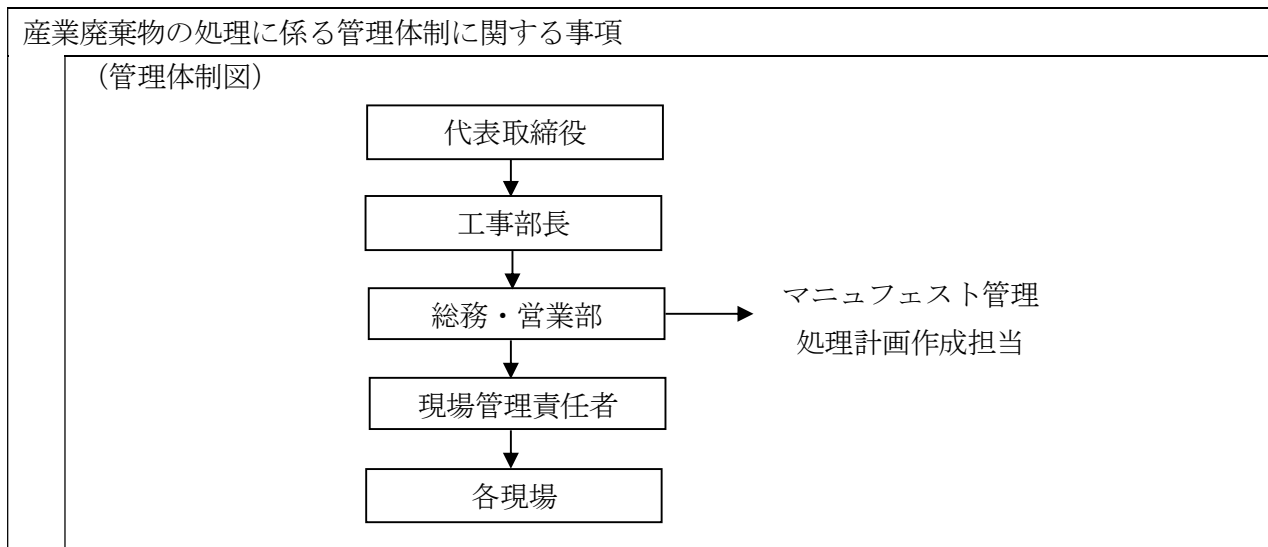 産業廃棄物の処理に係る管理体制に関する事項
（管理体制図）
代表取締役
工事部長
総務・営業部
マニュフェスト管理
処理計画作成担当
現場管理責任者
各現場